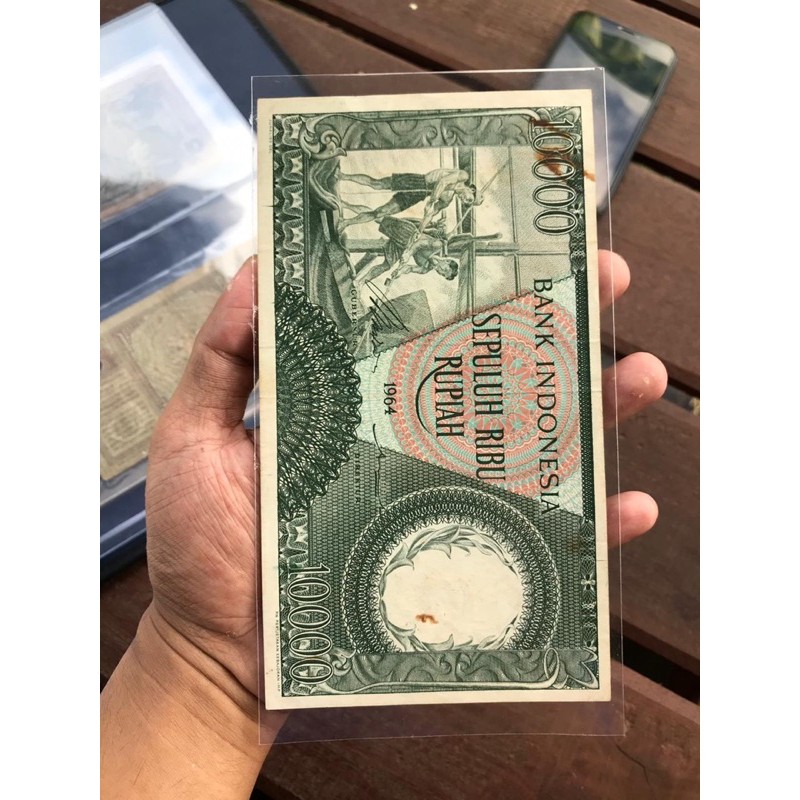 10000
BANK INDONESIA
SEPULUH RIBU
RUPIAH
1964
10000